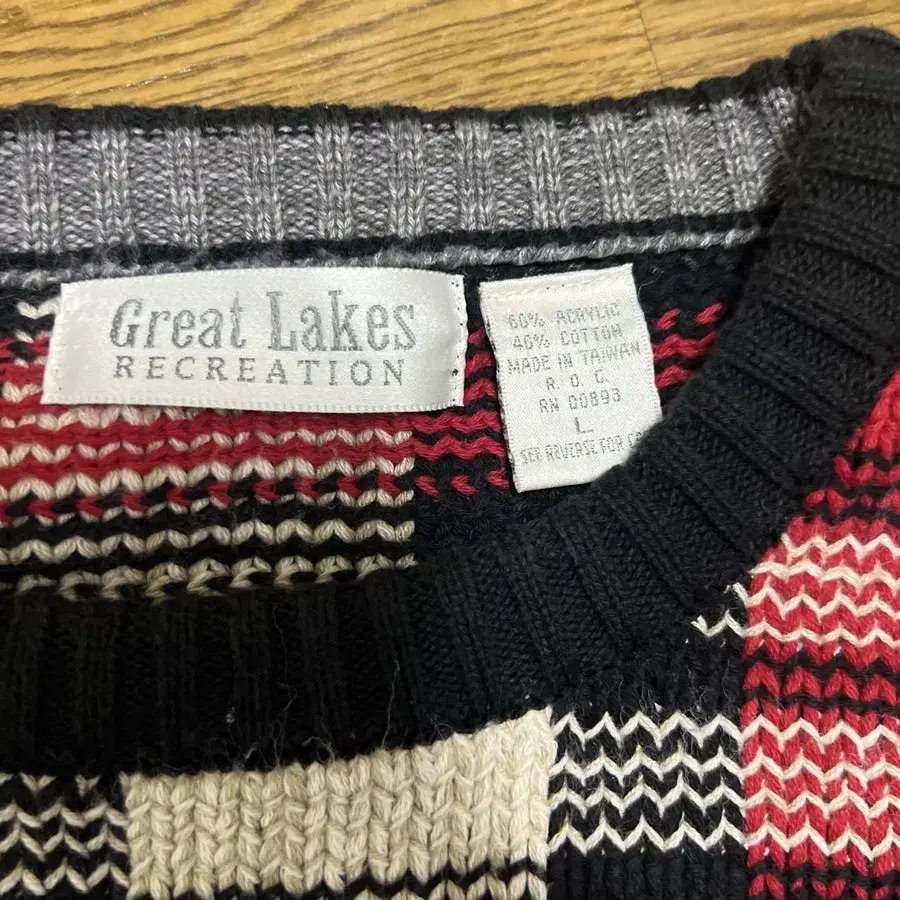 Great Lakes
RECREATION
60% ACRYLIC
40% COTTON
MADE IN TAIWAN
R. O. C.
RN 00893
L
SEE REVERSE FOR